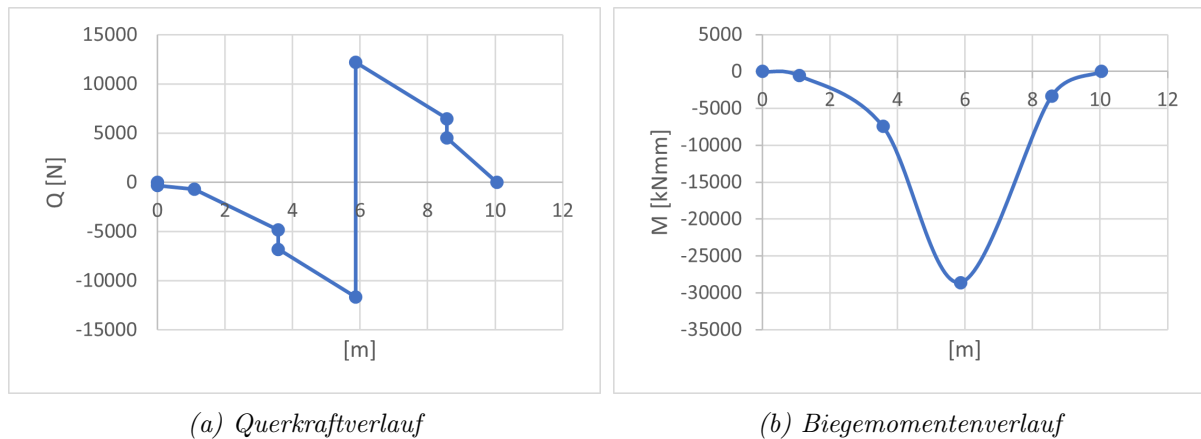 15000
10000
5000
0
-5000
-10000
-15000
0 2 4 6 8 10 12
Q [N]
[m]
5000
0
-5000
-10000
-15000
-20000
-25000
-30000
-35000
0 2 4 6 8 10 12
M [kNmm]
[m]
(a) Querkraftverlauf
(b) Biegemomentenverlauf